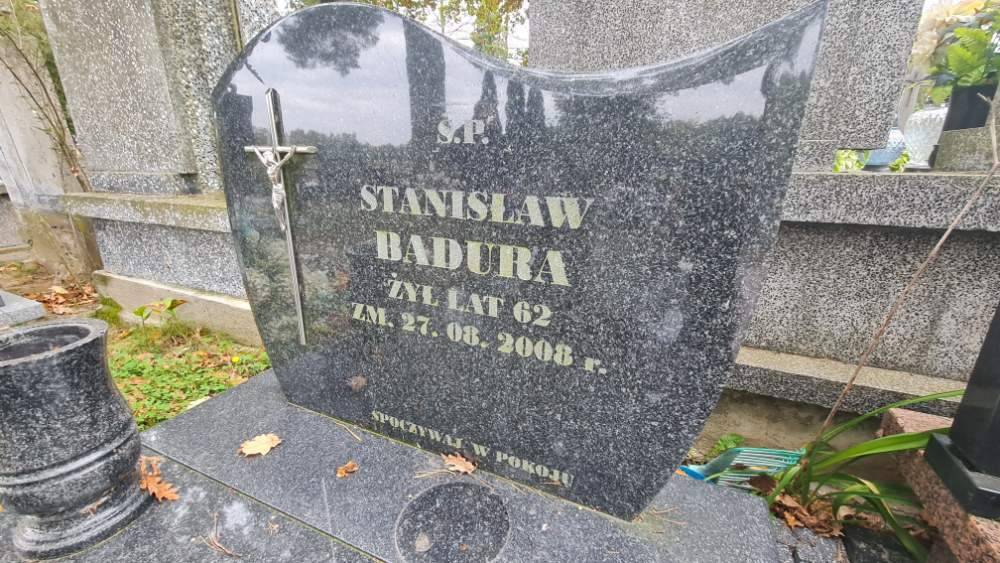 Ś.P.
STANISŁAW
BADURA
ŻYŁ LAT 62
ZM. 27. 08. 2008 r.
SPOCZYWAJ W POKOJU